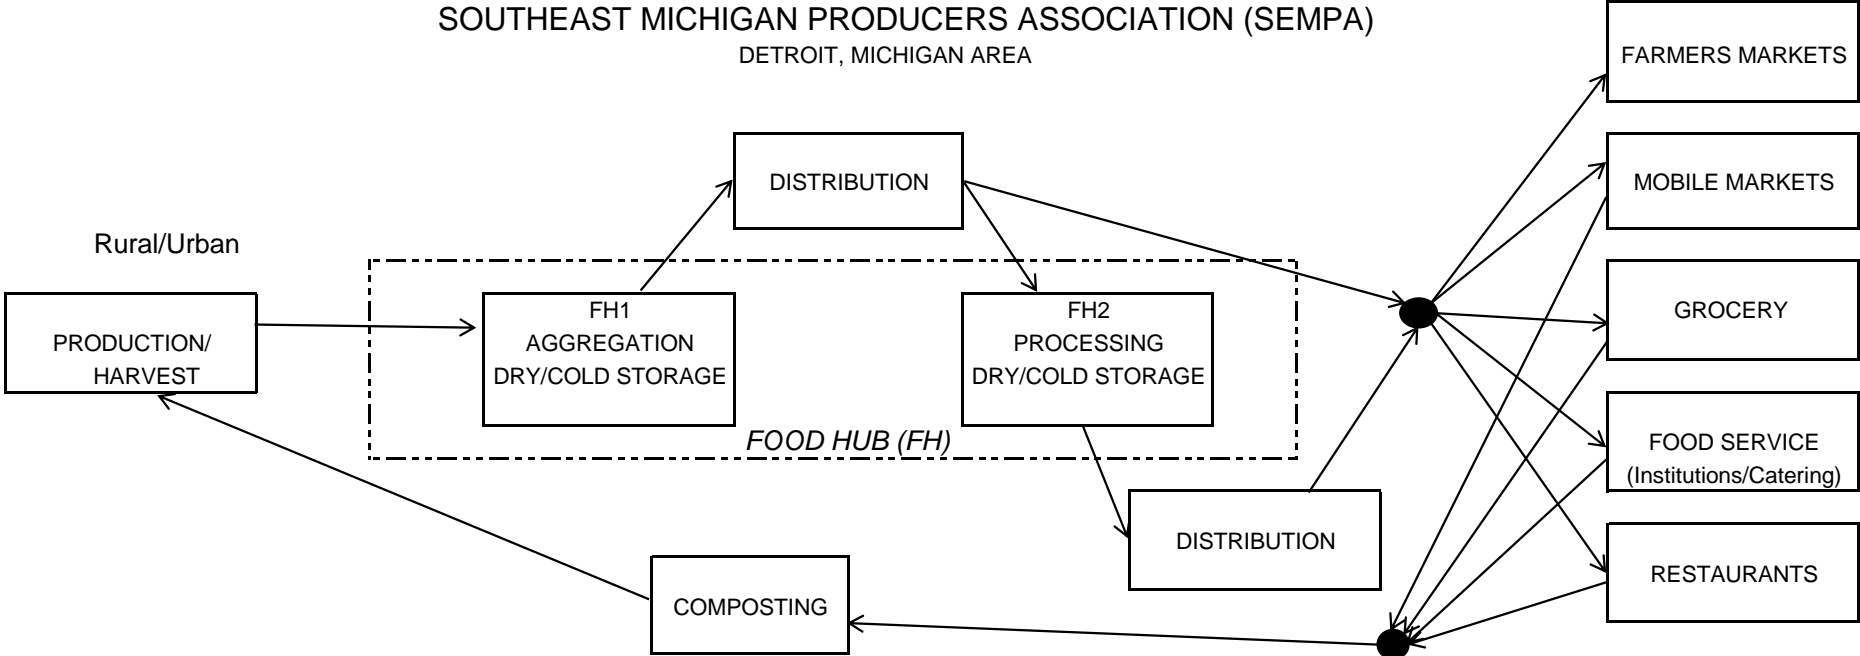 SOUTHEAST MICHIGAN PRODUCERS ASSOCIATION (SEMPA)
DETROIT, MICHIGAN AREA
FARMERS MARKETS
DISTRIBUTION
MOBILE MARKETS
Rural/Urban
PRODUCTION/
HARVEST
FH1
AGGREGATION
DRY/COLD STORAGE
FH2
PROCESSING
DRY/COLD STORAGE
FOOD HUB (FH)
GROCERY
FOOD SERVICE
(Institutions/Catering)
DISTRIBUTION
RESTAURANTS
COMPOSTING